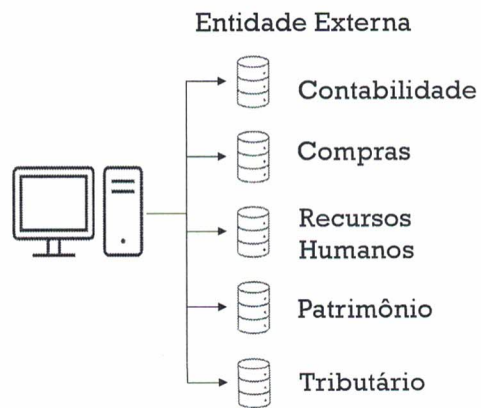 Entidade Externa
Contabilidade
Compras
Recursos
Humanos
Patrimônio
Tributário